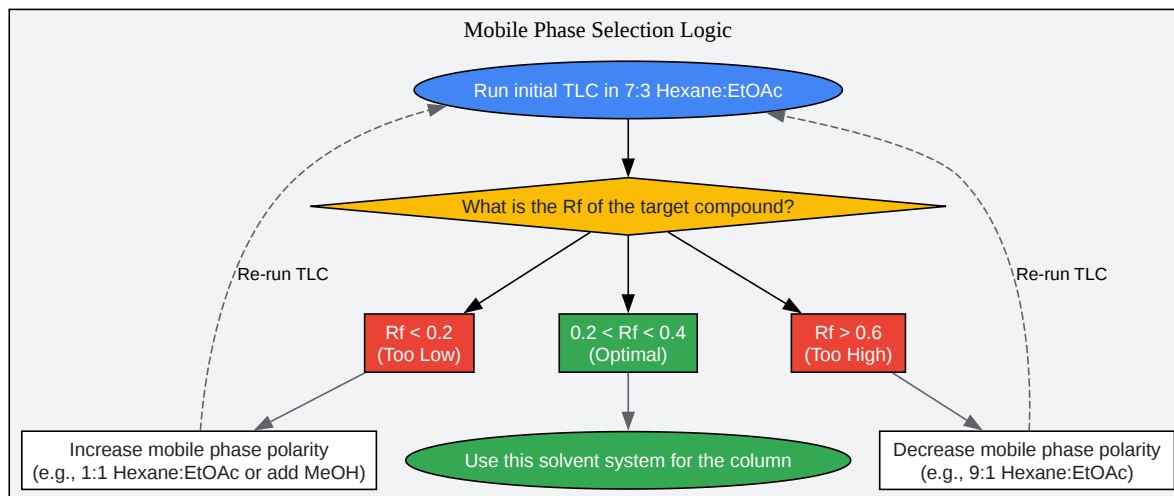 Mobile Phase Selection Logic
Run initial TLC in 7:3 Hexane:EtOAc
What is the Rf of the target compound?
Re-run TLC
Re-run TLC
Rf < 0.2
(Too Low)
0.2 < Rf < 0.4
(Optimal)
Rf > 0.6
(Too High)
Increase mobile phase polarity
(e.g., 1:1 Hexane:EtOAc or add MeOH)
Use this solvent system for the column
Decrease mobile phase polarity
(e.g., 9:1 Hexane:EtOAc)